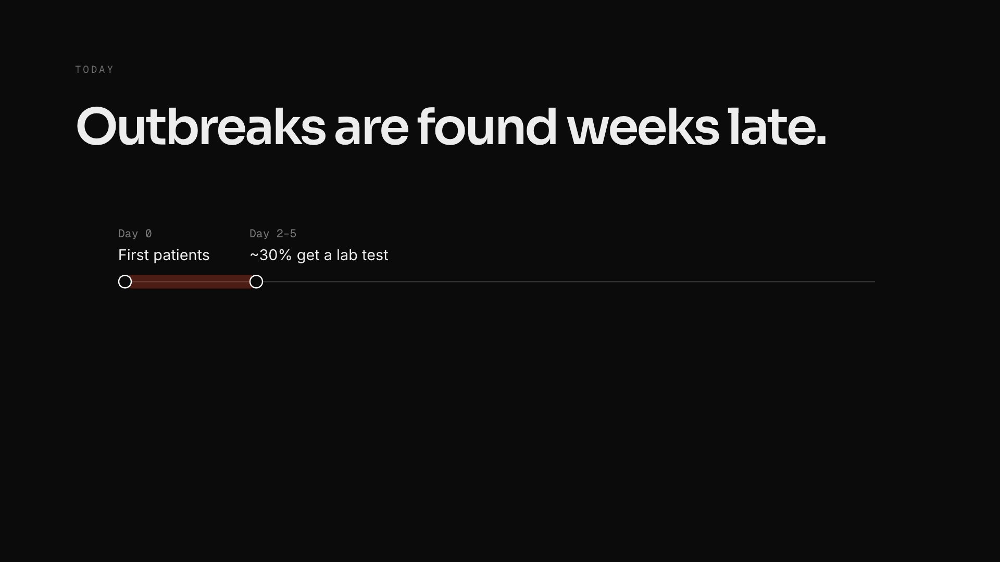 TODAY
Outbreaks are found weeks late.
Day 0
First patients
Day 2–5
~30% get a lab test